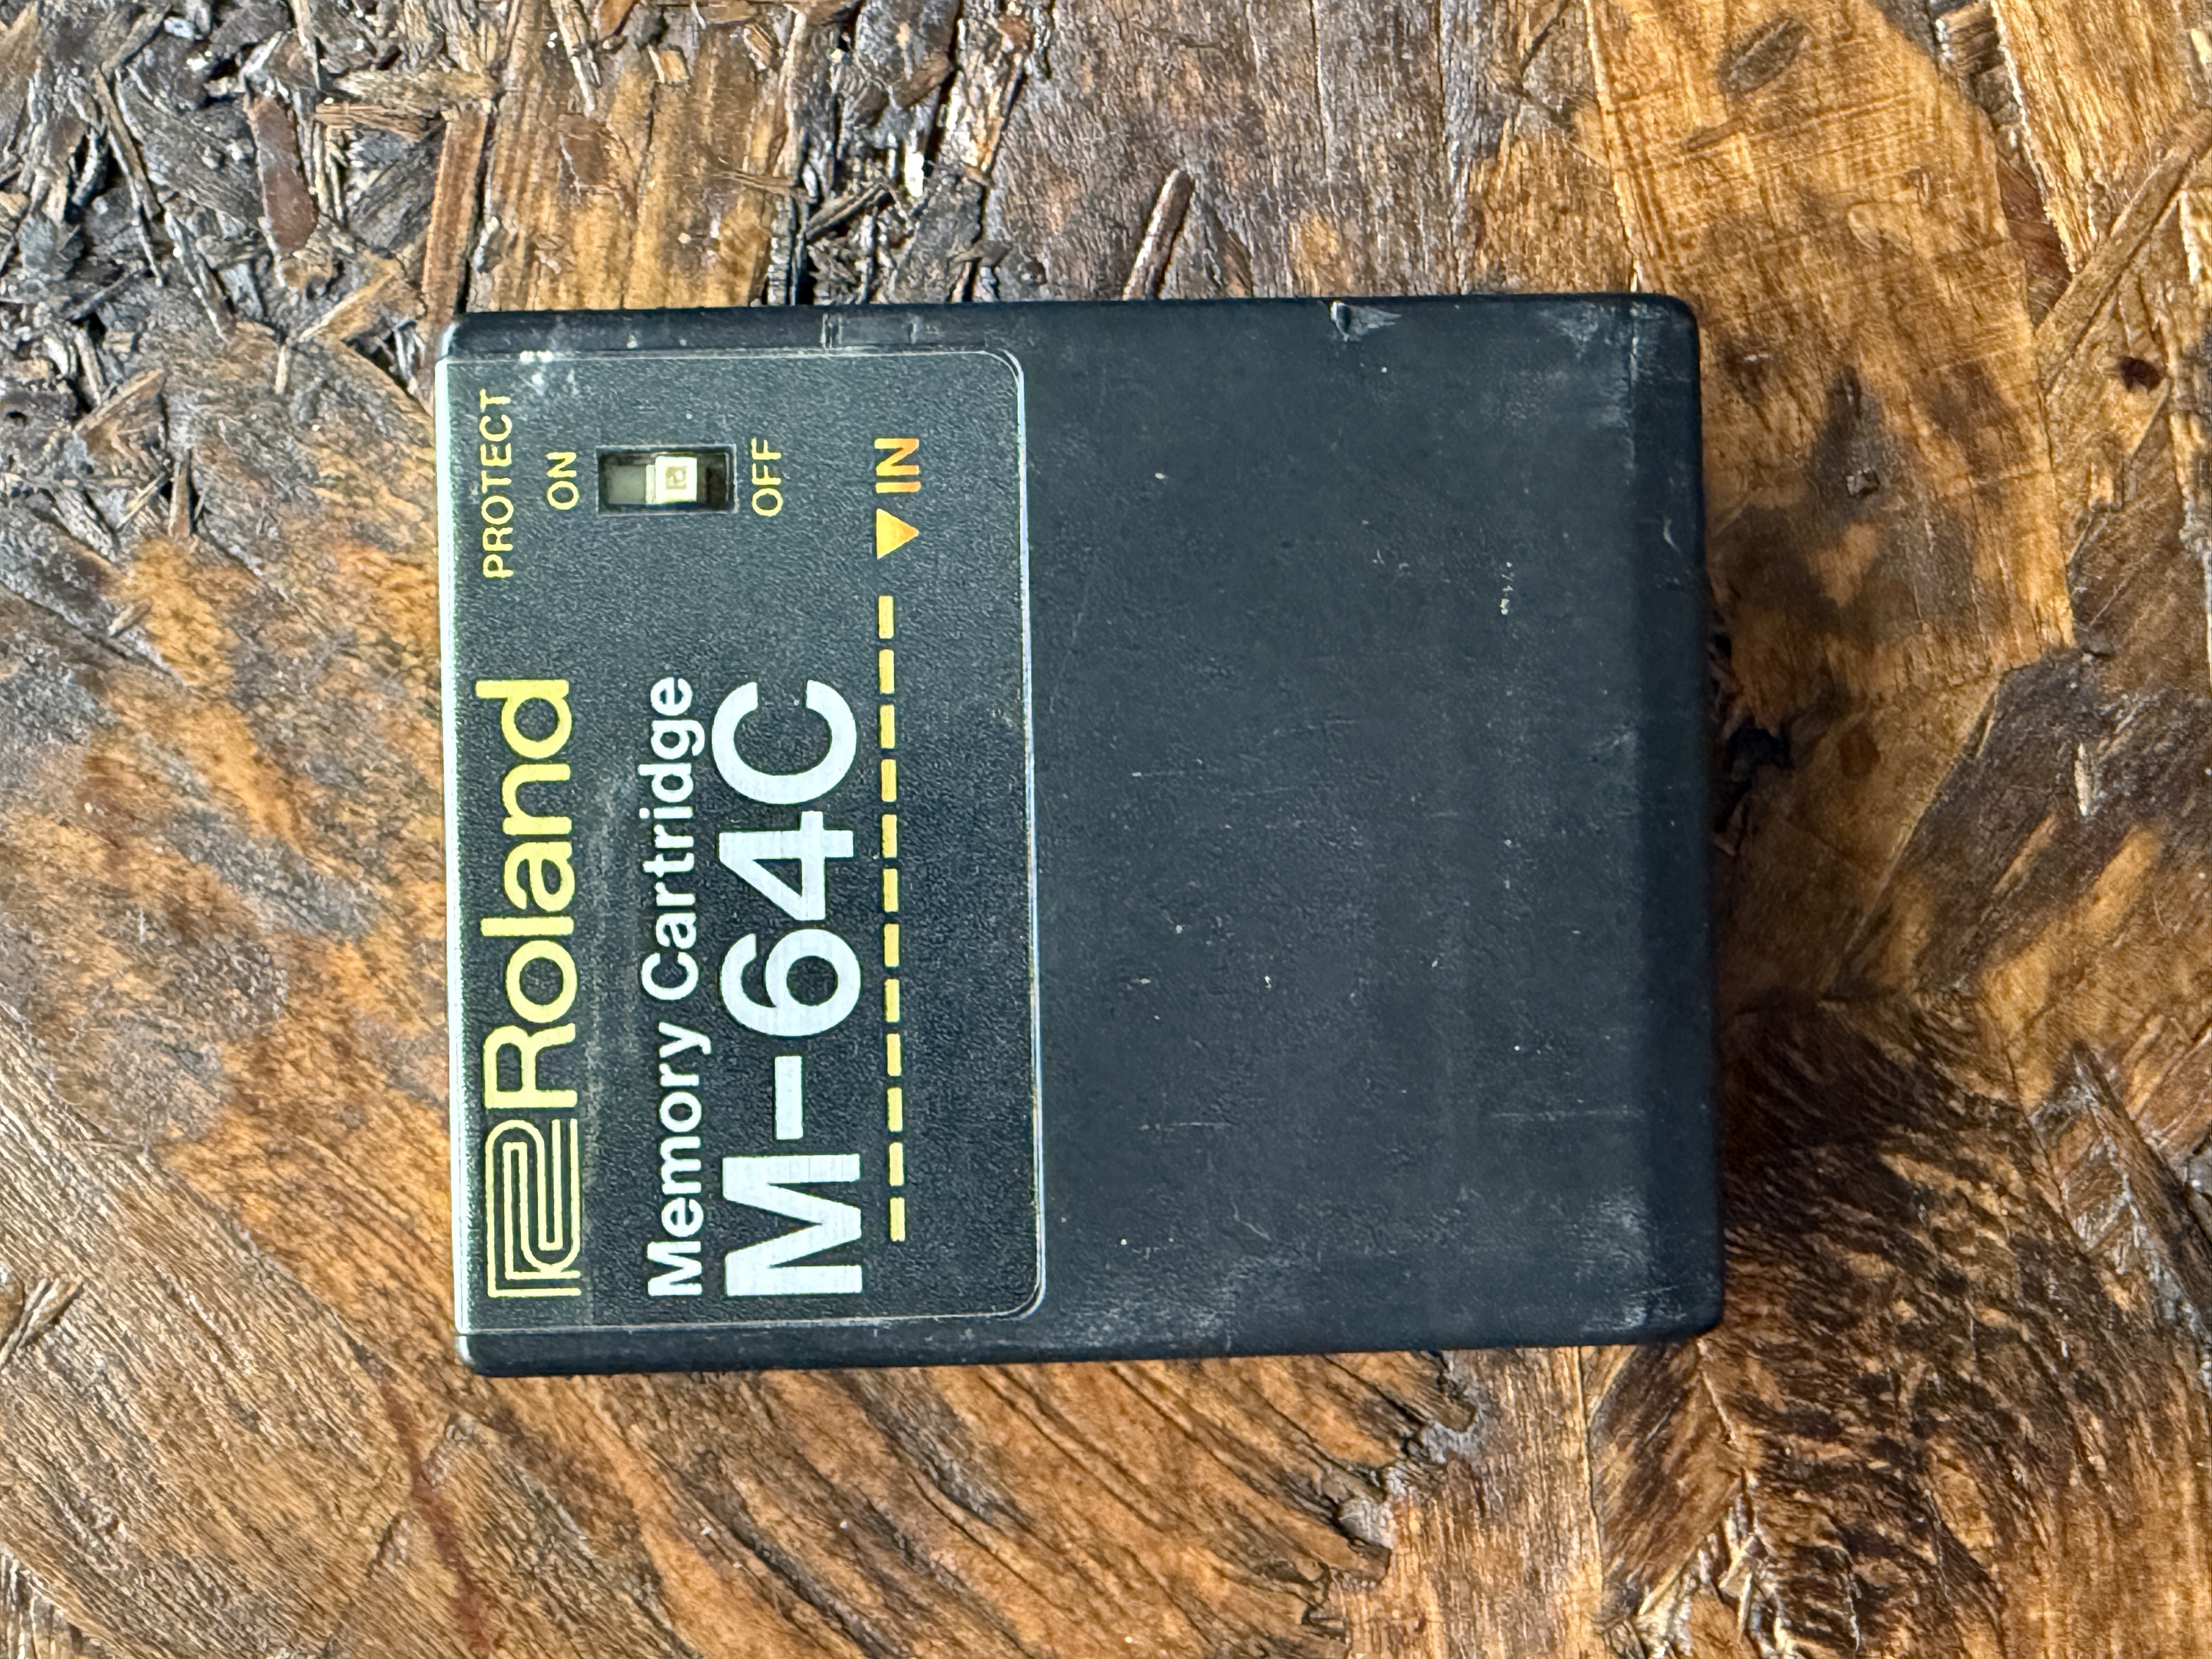 Roland
PROTECT
ON
OFF
Memory Cartridge
M-64C
▼ IN